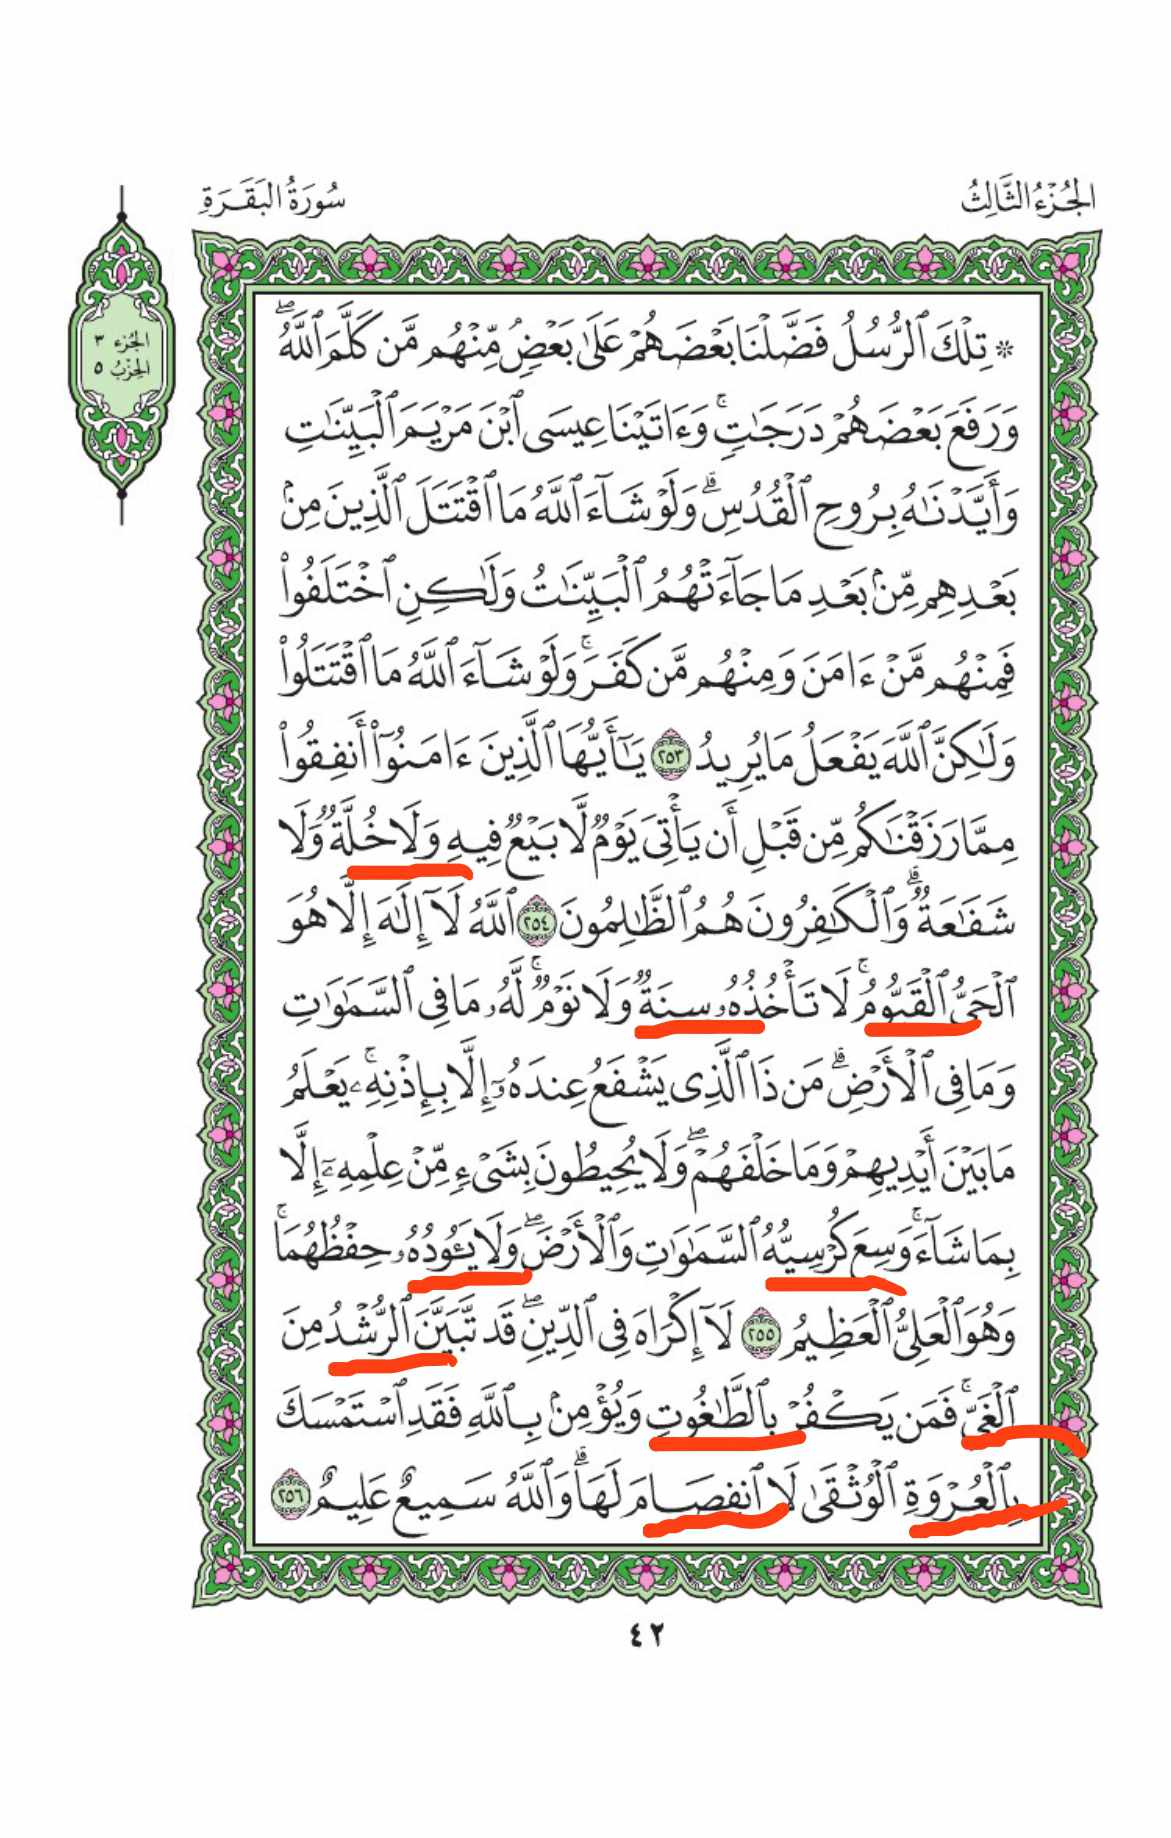 الجُزْءُ الثَّالِثُ
سُورَةُ البَقَرَةِ
الجُزء ٣
الحِزْبُ ٥
* تِلْكَ ٱلرُّسُلُ فَضَّلْنَا بَعْضَهُمْ عَلَىٰ بَعْضٍۘ مِّنْهُم مَّن كَلَّمَ ٱللَّهُۖ
وَرَفَعَ بَعْضَهُمْ دَرَجَٰتٍۚ وَءَاتَيْنَا عِيسَى ٱبْنَ مَرْيَمَ ٱلْبَيِّنَٰتِ
وَأَيَّدْنَٰهُ بِرُوحِ ٱلْقُدُسِۗ وَلَوْ شَآءَ ٱللَّهُ مَا ٱقْتَتَلَ ٱلَّذِينَ مِنۢ
بَعْدِهِم مِّنۢ بَعْدِ مَا جَآءَتْهُمُ ٱلْبَيِّنَٰتُ وَلَٰكِنِ ٱخْتَلَفُوا۟
فَمِنْهُم مَّنْ ءَامَنَ وَمِنْهُم مَّن كَفَرَۚ وَلَوْ شَآءَ ٱللَّهُ مَا ٱقْتَتَلُوا۟
وَلَٰكِنَّ ٱللَّهَ يَفْعَلُ مَا يُرِيدُ ٢٥٣ يَٰٓأَيُّهَا ٱلَّذِينَ ءَامَنُوٓا۟ أَنفِقُوا۟
مِمَّا رَزَقْنَٰكُم مِّن قَبْلِ أَن يَأْتِىَ يَوْمٌ لَّا بَيْعٌ فِيهِ وَلَا خُلَّةٌ وَلَا
شَفَٰعَةٌۗ وَٱلْكَٰفِرُونَ هُمُ ٱلظَّٰلِمُونَ ٢٥٤ ٱللَّهُ لَآ إِلَٰهَ إِلَّا هُوَ
ٱلْحَىُّ ٱلْقَيُّومُۚ لَا تَأْخُذُهُۥ سِنَةٌ وَلَا نَوْمٌۚ لَّهُۥ مَا فِى ٱلسَّمَٰوَٰتِ
وَمَا فِى ٱلْأَرْضِۗ مَن ذَا ٱلَّذِى يَشْفَعُ عِندَهُۥٓ إِلَّا بِإِذْنِهِۦۚ يَعْلَمُ
مَا بَيْنَ أَيْدِيهِمْ وَمَا خَلْفَهُمْۖ وَلَا يُحِيطُونَ بِشَىْءٍ مِّنْ عِلْمِهِۦٓ إِلَّا
بِمَا شَآءَۚ وَسِعَ كُرْسِيُّهُ ٱلسَّمَٰوَٰتِ وَٱلْأَرْضَۖ وَلَا يَـُٔودُهُۥ حِفْظُهُمَاۚ
وَهُوَ ٱلْعَلِىُّ ٱلْعَظِيمُ ٢٥٥ لَآ إِكْرَاهَ فِى ٱلدِّينِۖ قَد تَّبَيَّنَ ٱلرُّشْدُ مِنَ
ٱلْغَىِّۚ فَمَن يَكْفُرْ بِٱلطَّٰغُوتِ وَيُؤْمِنۢ بِٱللَّهِ فَقَدِ ٱسْتَمْسَكَ
بِٱلْعُرْوَةِ ٱلْوُثْقَىٰ لَا ٱنفِصَامَ لَهَاۗ وَٱللَّهُ سَمِيعٌ عَلِيمٌ ٢٥٦
٤٢